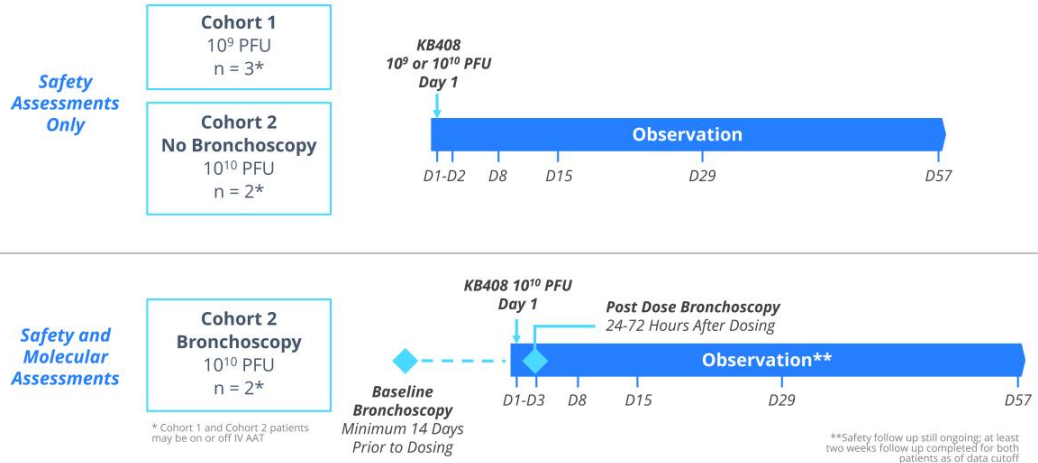 Safety
Assessments
Only
Cohort 1
10⁹ PFU
n = 3*
Cohort 2
No Bronchoscopy
10¹⁰ PFU
n = 2*
KB408
10⁹ or 10¹⁰ PFU
Day 1
Observation
D1-D2 D8 D15 D29 D57
Safety and
Molecular
Assessments
Cohort 2
Bronchoscopy
10¹⁰ PFU
n = 2*
* Cohort 1 and Cohort 2 patients
may be on or off IV AAT
Baseline
Bronchoscopy
Minimum 14 Days
Prior to Dosing
KB408 10¹⁰ PFU
Day 1
Post Dose Bronchoscopy
24-72 Hours After Dosing
Observation**
D1-D3 D8 D15 D29 D57
**Safety follow up still ongoing; at least
two weeks follow up completed for both
patients as of data cutoff